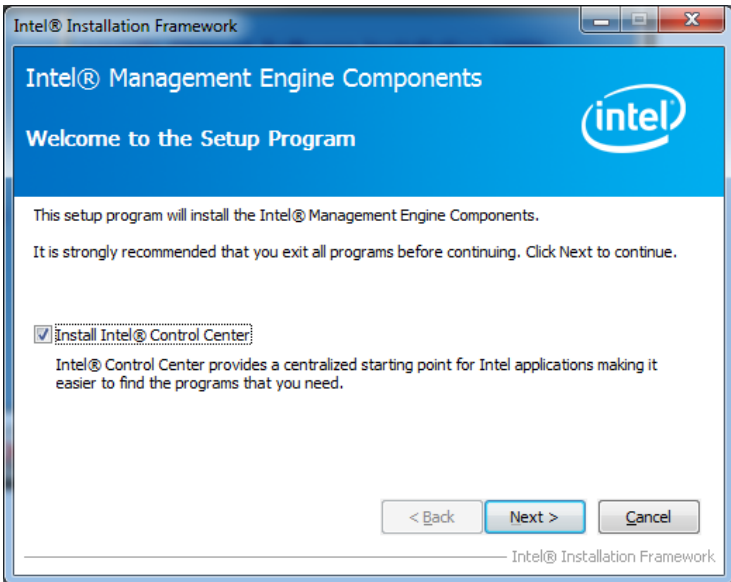 Intel® Installation Framework
Intel® Management Engine Components
Welcome to the Setup Program
intel
This setup program will install the Intel® Management Engine Components.
It is strongly recommended that you exit all programs before continuing. Click Next to continue.
Install Intel® Control Center
Intel® Control Center provides a centralized starting point for Intel applications making it
easier to find the programs that you need.
< Back Next > Cancel
Intel® Installation Framework